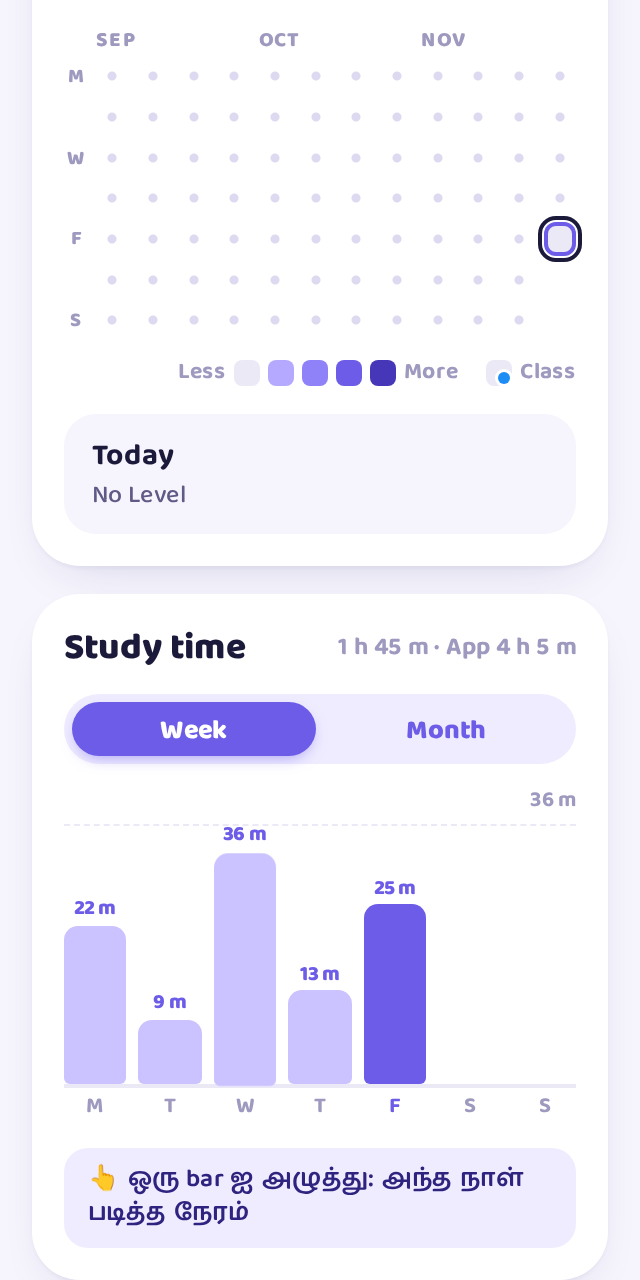 SEP OCT NOV
M
W
F
S
Less More Class
Today
No Level
Study time 1 h 45 m · App 4 h 5 m
Week Month
36 m
36 m
25 m
22 m
13 m
9 m
M T W T F S S
👆 ஒரு bar ஐ அழுத்து: அந்த நாள்
படித்த நேரம்